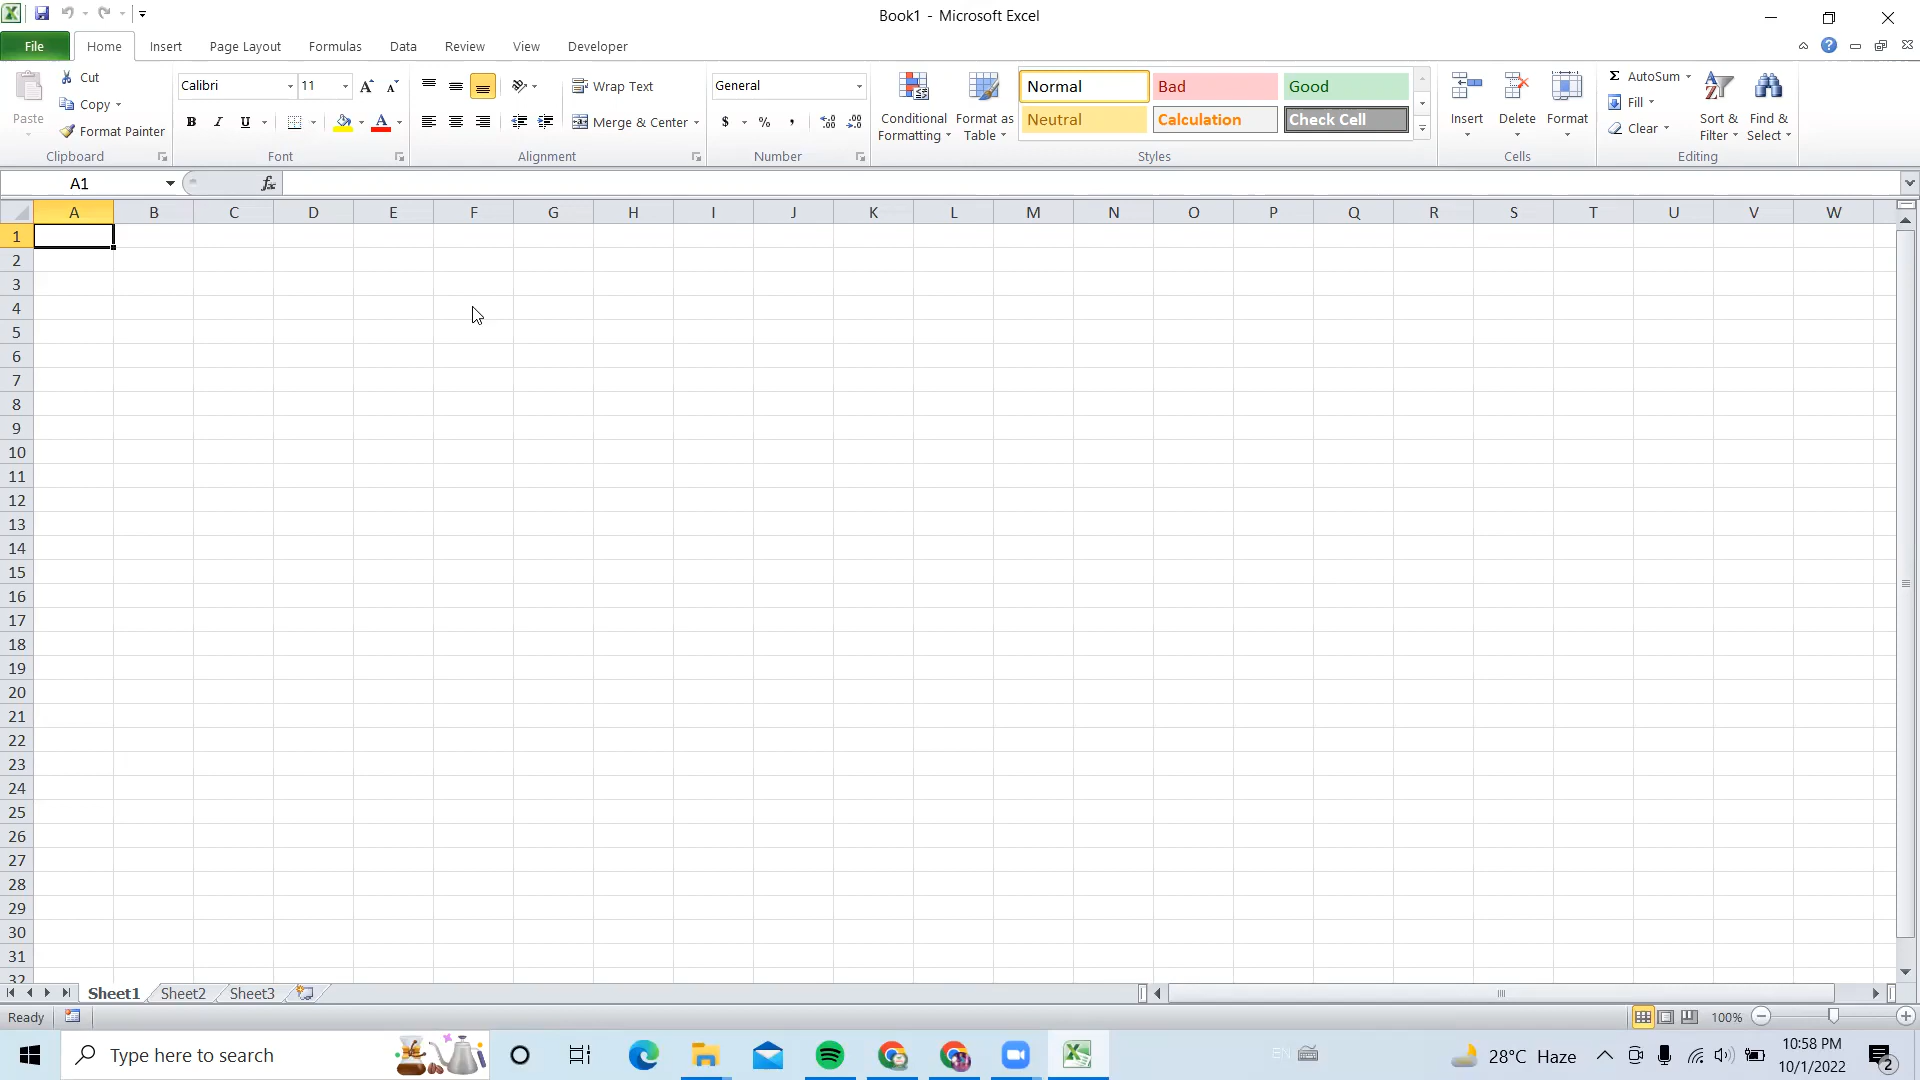 Book1 - Microsoft Excel
File Home Insert Page Layout Formulas Data Review View Developer
Paste
Cut
Copy
Format Painter
Clipboard
Calibri 11
B I U
Font
Wrap Text
Merge & Center
Alignment
General
$ % ,
Number
Conditional Formatting
Format as Table
Normal Bad Good
Neutral Calculation Check Cell
Styles
Insert Delete Format
Cells
Σ AutoSum
Fill
Clear
Sort & Filter
Find & Select
Editing
A1 fx
A B C D E F G H I J K L M N O P Q R S T U V W
1
2
3
4
5
6
7
8
9
10
11
12
13
14
15
16
17
18
19
20
21
22
23
24
25
26
27
28
29
30
31
32
Sheet1 Sheet2 Sheet3
Ready 100%
Type here to search
EN
28°C Haze
10:58 PM
10/1/2022
2